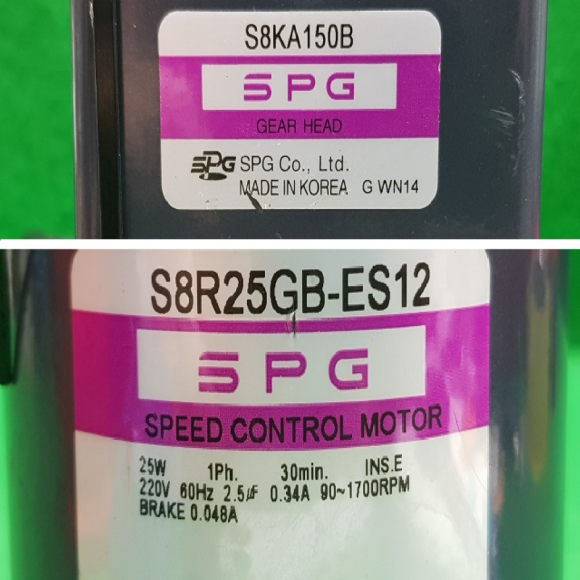 S8KA150B
SPG
GEAR HEAD
SPG SPG Co., Ltd.
MADE IN KOREA G WN14
S8R25GB-ES12
SPG
SPEED CONTROL MOTOR
25W 1Ph. 30min. INS.E
220V 60Hz 2.5㎌ 0.34A 90~1700RPM
BRAKE 0.048A